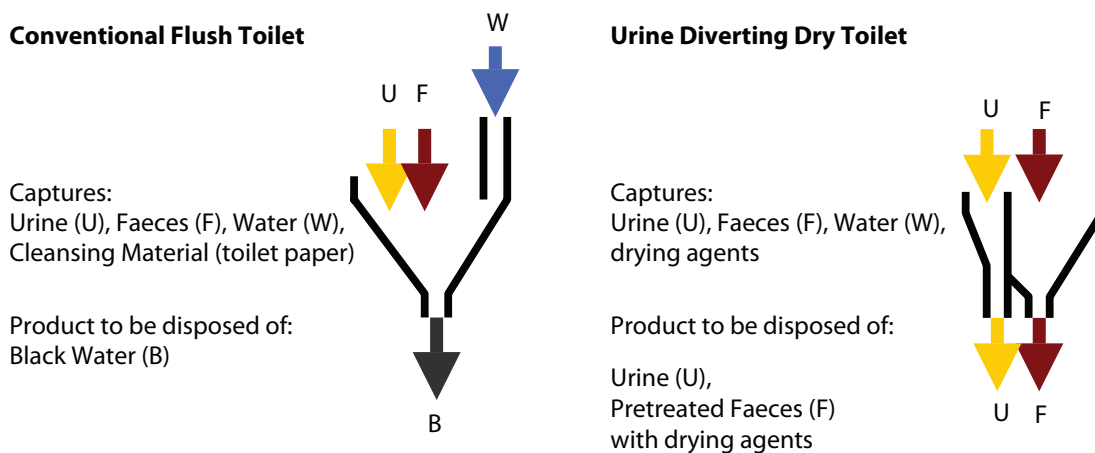 Conventional Flush Toilet
W
U F
Captures:
Urine (U), Faeces (F), Water (W),
Cleansing Material (toilet paper)
Product to be disposed of:
Black Water (B)
B
Urine Diverting Dry Toilet
U F
Captures:
Urine (U), Faeces (F), Water (W),
drying agents
Product to be disposed of:
Urine (U),
Pretreated Faeces (F)
with drying agents
U F